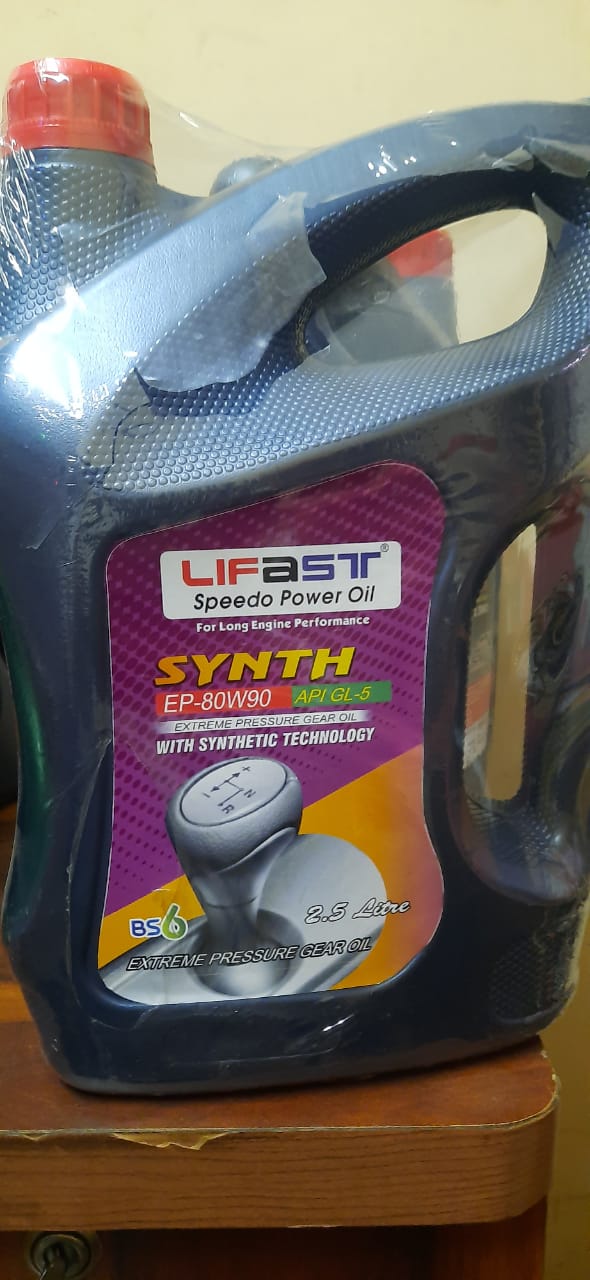 LIFaST®
Speedo Power Oil
For Long Engine Performance
SYNTH
EP-80W90 API GL-5
EXTREME PRESSURE GEAR OIL
WITH SYNTHETIC TECHNOLOGY
+
N
R
BS6
2.5 Litre
EXTREME PRESSURE GEAR OIL